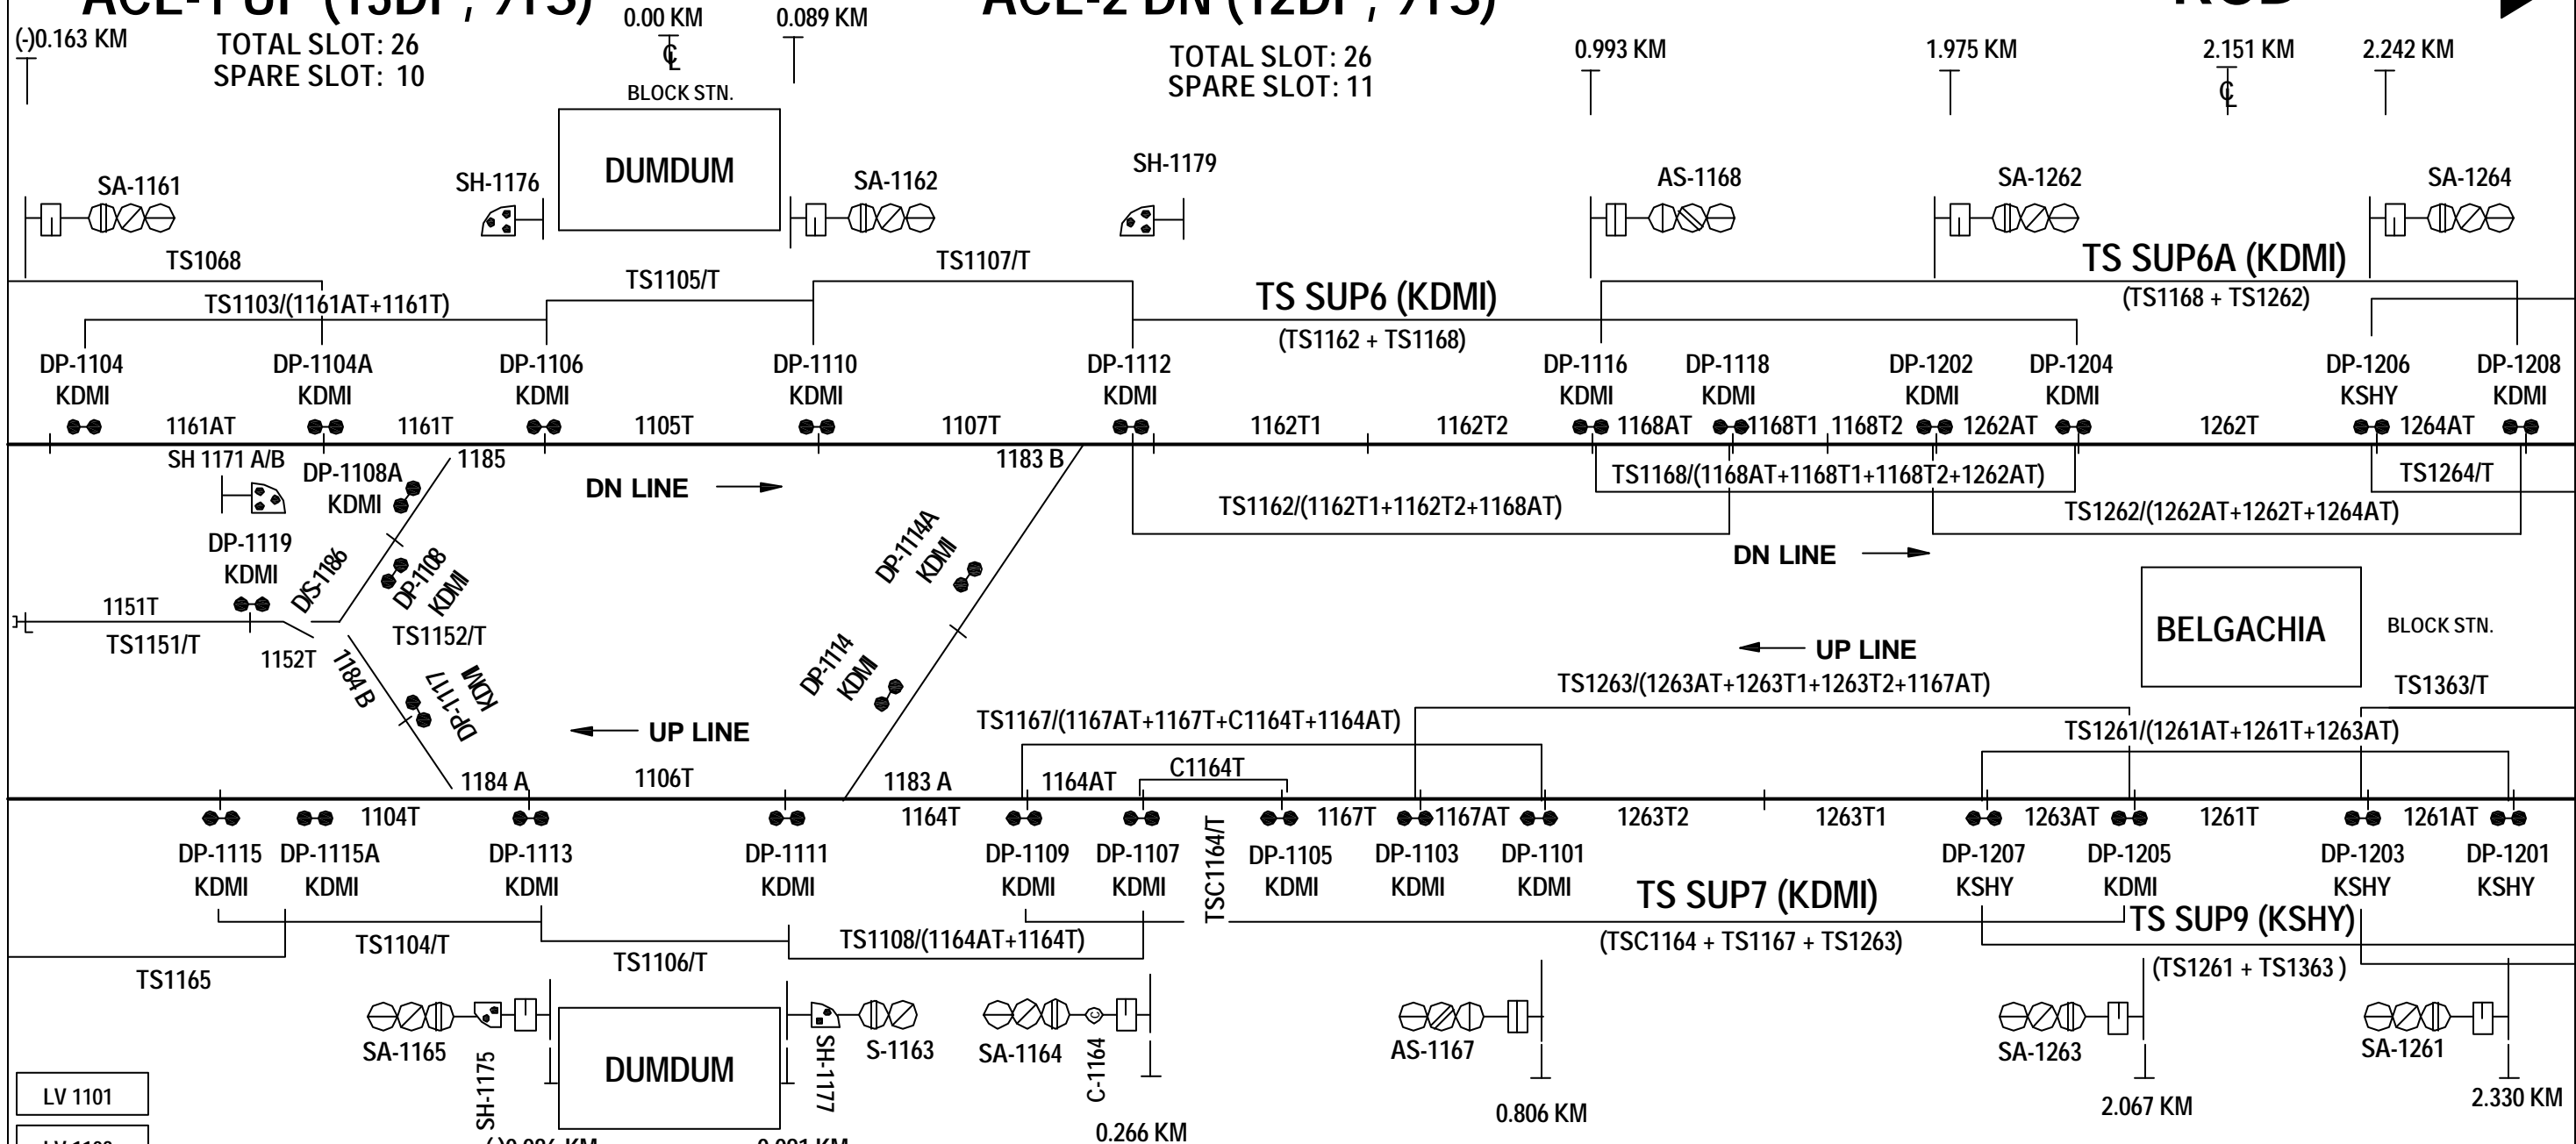 (-)0.163 KM
TOTAL SLOT: 26
SPARE SLOT: 10
0.00 KM
0.089 KM
TOTAL SLOT: 26
SPARE SLOT: 11
0.993 KM
1.975 KM
2.151 KM
2.242 KM
BLOCK STN.
DUMDUM
SA-1161
SH-1176
SA-1162
SH-1179
AS-1168
SA-1262
SA-1264
TS1068
TS1103/(1161AT+1161T)
TS1105/T
TS1107/T
TS SUP6 (KDMI)
(TS1162 + TS1168)
TS SUP6A (KDMI)
(TS1168 + TS1262)
DP-1104
KDMI
DP-1104A
KDMI
DP-1106
KDMI
DP-1110
KDMI
DP-1112
KDMI
DP-1116
KDMI
DP-1118
KDMI
DP-1202
KDMI
DP-1204
KDMI
DP-1206
KSHY
DP-1208
KDMI
1161AT
1161T
1105T
1107T
1162T1
1162T2
1168AT
1168T1
1168T2
1262AT
1262T
1264AT
SH 1171 A/B
DP-1108A
KDMI
1185
DN LINE
1183 B
TS1162/(1162T1+1162T2+1168AT)
TS1168/(1168AT+1168T1+1168T2+1262AT)
TS1262/(1262AT+1262T+1264AT)
TS1264/T
DN LINE
DP-1119
KDMI
D/S-1186
DP-1108
KDMI
DP-1114A
KDMI
1151T
TS1151/T
1152T
TS1152/T
1184 B
DP-1117
KDMI
DP-1114
KDMI
BELGACHIA
BLOCK STN.
UP LINE
TS1263/(1263AT+1263T1+1263T2+1167AT)
TS1363/T
UP LINE
TS1167/(1167AT+1167T+C1164T+1164AT)
TS1261/(1261AT+1261T+1263AT)
1184 A
1106T
1183 A
1164AT
C1164T
1104T
1164T
TSC1164/T
1167T
1167AT
1263T2
1263T1
1263AT
1261T
1261AT
DP-1115
KDMI
DP-1115A
KDMI
DP-1113
KDMI
DP-1111
KDMI
DP-1109
KDMI
DP-1107
KDMI
DP-1105
KDMI
DP-1103
KDMI
DP-1101
KDMI
DP-1207
KSHY
DP-1205
KDMI
DP-1203
KSHY
DP-1201
KSHY
TS SUP7 (KDMI)
(TSC1164 + TS1167 + TS1263)
TS SUP9 (KSHY)
(TS1261 + TS1363 )
TS1165
TS1104/T
TS1106/T
TS1108/(1164AT+1164T)
SA-1165
SH-1175
DUMDUM
SH-1177
S-1163
SA-1164
C
C-1164
AS-1167
SA-1263
SA-1261
0.266 KM
0.806 KM
2.067 KM
2.330 KM
LV 1101